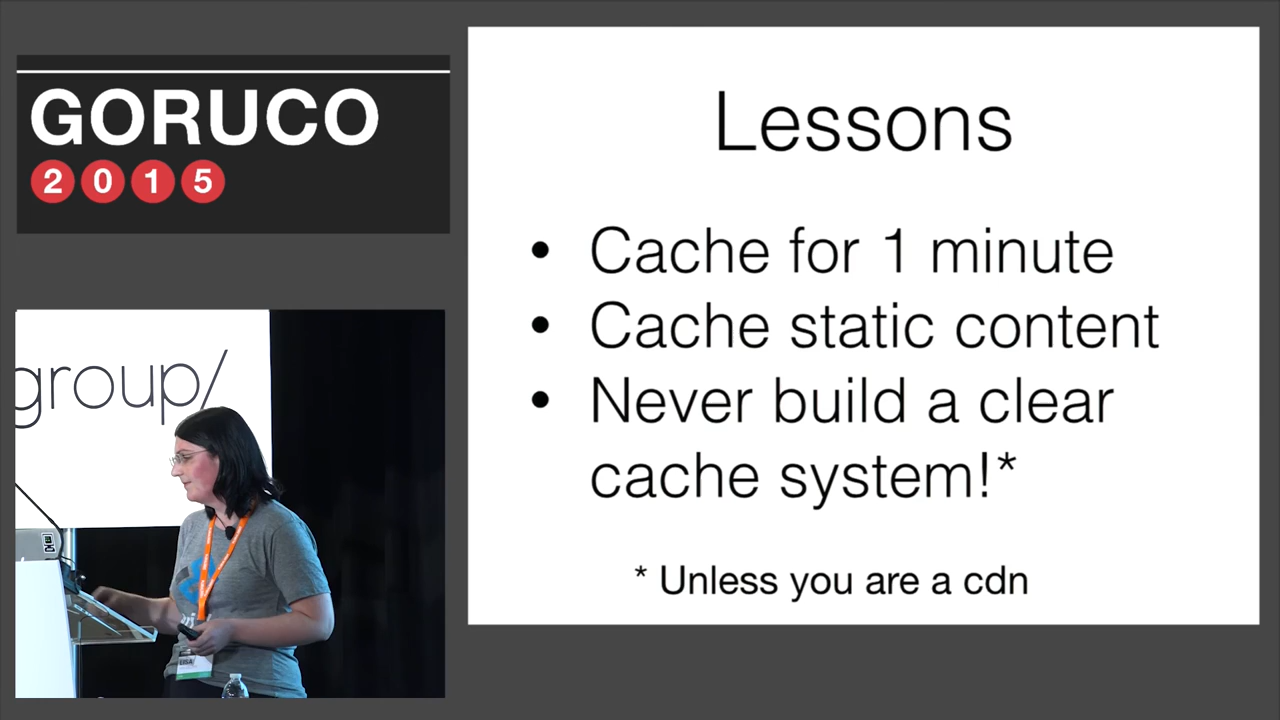 GORUCO
2015
group/
LISA
Lessons
• Cache for 1 minute
• Cache static content
• Never build a clear
cache system!*
* Unless you are a cdn